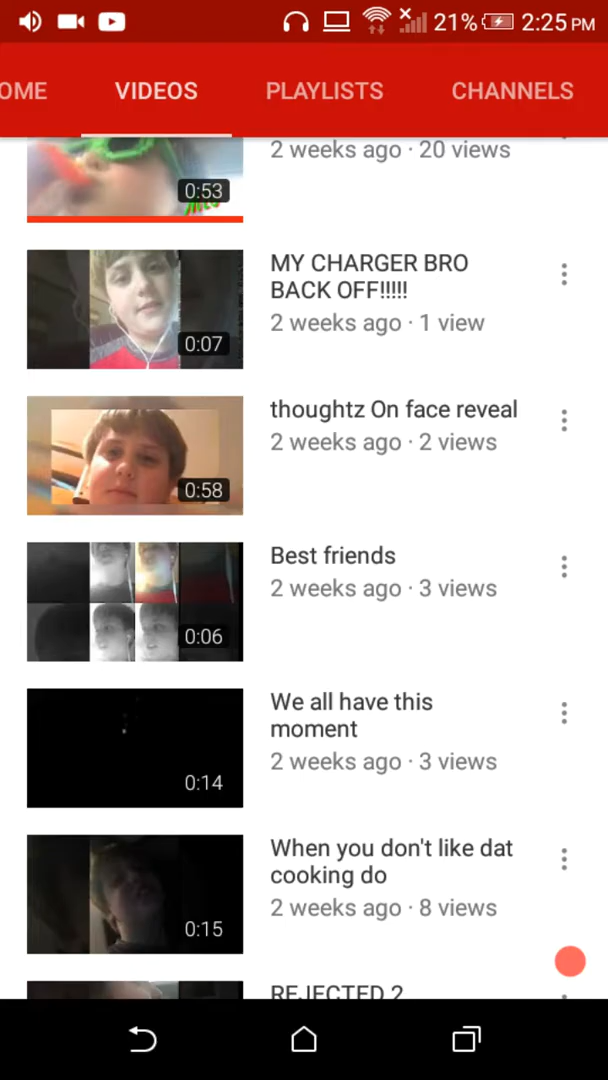 21% 2:25 PM
OME VIDEOS PLAYLISTS CHANNELS
2 weeks ago · 20 views
0:53
MY CHARGER BRO
BACK OFF!!!!!
2 weeks ago · 1 view
0:07
thoughtz On face reveal
2 weeks ago · 2 views
0:58
Best friends
2 weeks ago · 3 views
0:06
We all have this
moment
2 weeks ago · 3 views
0:14
When you don't like dat
cooking do
2 weeks ago · 8 views
0:15
REJECTED 2